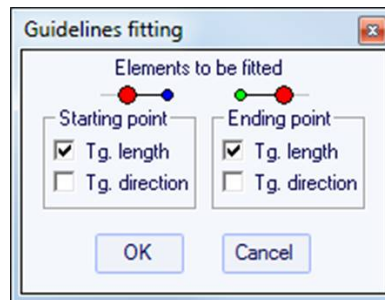 Guidelines fitting
Elements to be fitted
Starting point
Ending point
Tg. length
Tg. length
Tg. direction
Tg. direction
OK
Cancel